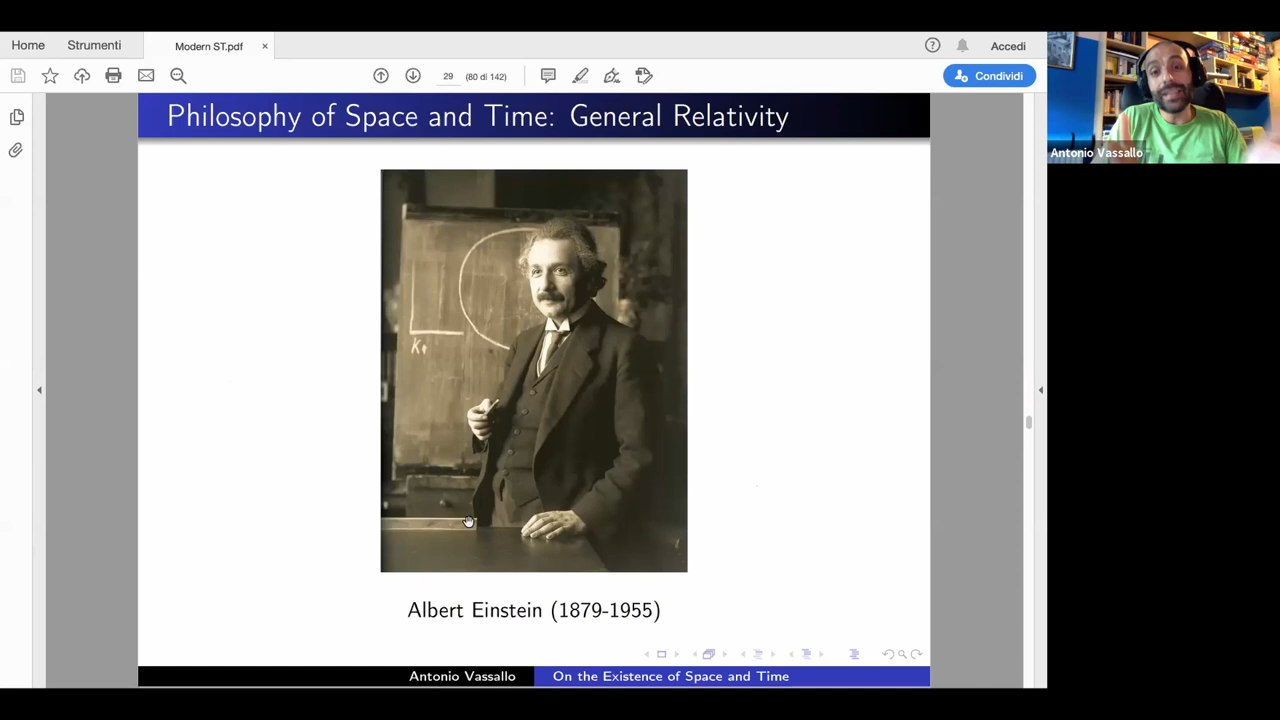 Home Strumenti Modern ST.pdf × Accedi
29 (80 di 142) Condividi
Philosophy of Space and Time: General Relativity
Antonio Vassallo
K
Albert Einstein (1879-1955)
Antonio Vassallo On the Existence of Space and Time